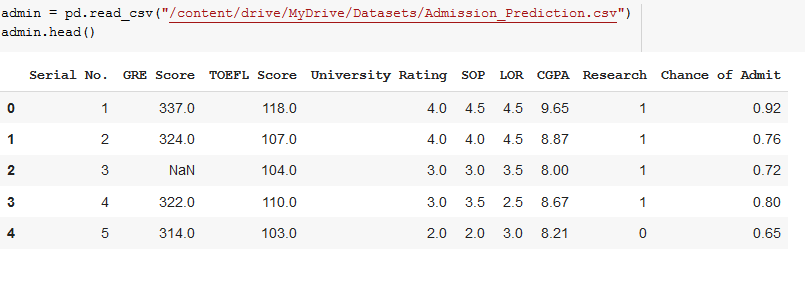 admin = pd.read_csv("/content/drive/MyDrive/Datasets/Admission_Prediction.csv")
admin.head()
Serial No. GRE Score TOEFL Score University Rating SOP LOR CGPA Research Chance of Admit
0 1 337.0 118.0 4.0 4.5 4.5 9.65 1 0.92
1 2 324.0 107.0 4.0 4.0 4.5 8.87 1 0.76
2 3 NaN 104.0 3.0 3.0 3.5 8.00 1 0.72
3 4 322.0 110.0 3.0 3.5 2.5 8.67 1 0.80
4 5 314.0 103.0 2.0 2.0 3.0 8.21 0 0.65